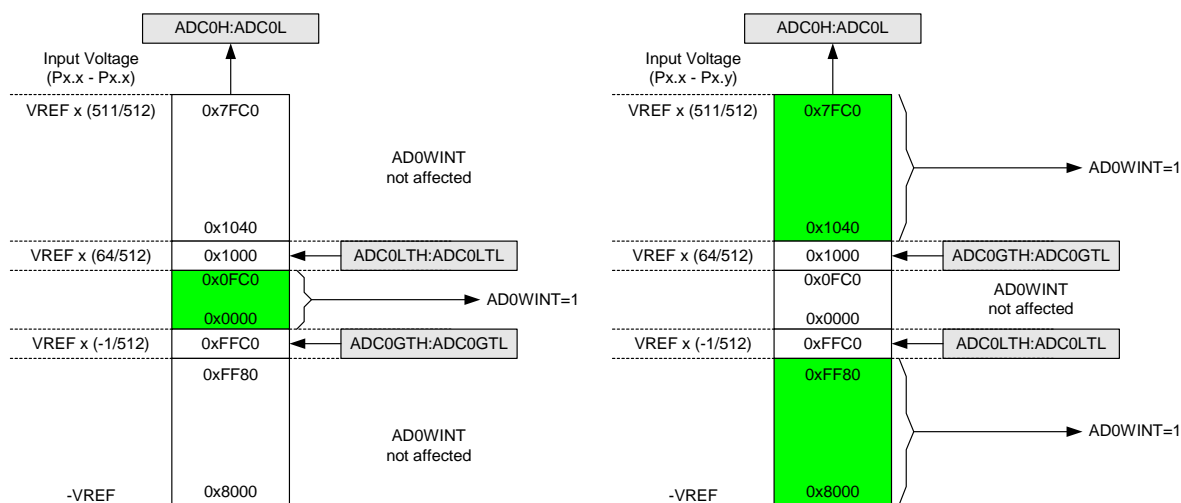 ADC0H:ADC0L
Input Voltage
(Px.x - Px.x)
VREF x (511/512)
0x7FC0
AD0WINT
not affected
0x1040
VREF x (64/512)
0x1000
ADC0LTH:ADC0LTL
0x0FC0
AD0WINT=1
0x0000
VREF x (-1/512)
0xFFC0
ADC0GTH:ADC0GTL
0xFF80
AD0WINT
not affected
-VREF
0x8000
ADC0H:ADC0L
Input Voltage
(Px.x - Px.y)
VREF x (511/512)
0x7FC0
AD0WINT=1
0x1040
VREF x (64/512)
0x1000
ADC0GTH:ADC0GTL
0x0FC0
AD0WINT
not affected
0x0000
VREF x (-1/512)
0xFFC0
ADC0LTH:ADC0LTL
0xFF80
AD0WINT=1
-VREF
0x8000